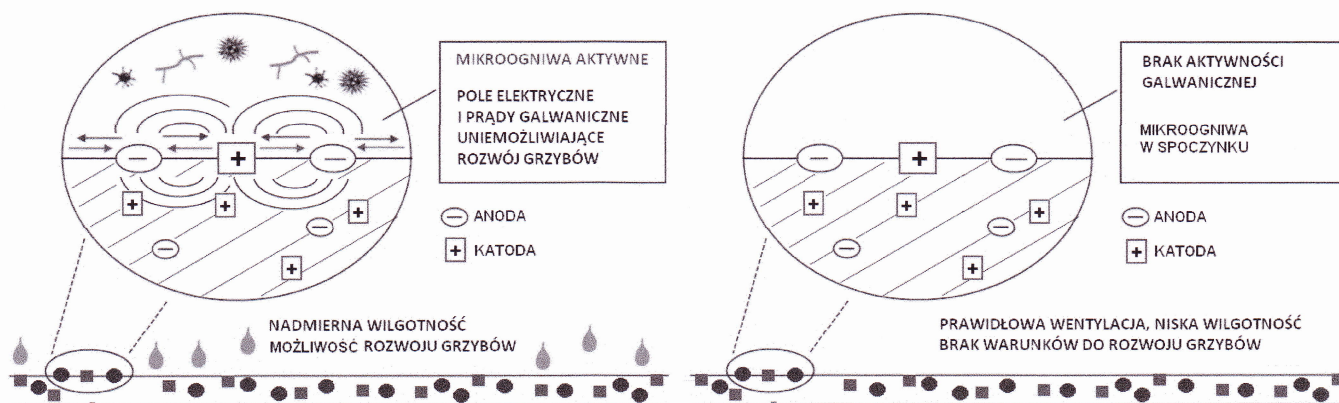 MIKROOGNIWA AKTYWNE
POLE ELEKTRYCZNE
I PRĄDY GALWANICZNE
UNIEMOŻLIWIAJĄCE
ROZWÓJ GRZYBÓW
ANODA
KATODA
NADMIERNA WILGOTNOŚĆ
MOŻLIWOŚĆ ROZWOJU GRZYBÓW
BRAK AKTYWNOŚCI
GALWANICZNEJ
MIKROOGNIWA
W SPOCZYNKU
ANODA
KATODA
PRAWIDŁOWA WENTYLACJA, NISKA WILGOTNOŚĆ
BRAK WARUNKÓW DO ROZWOJU GRZYBÓW